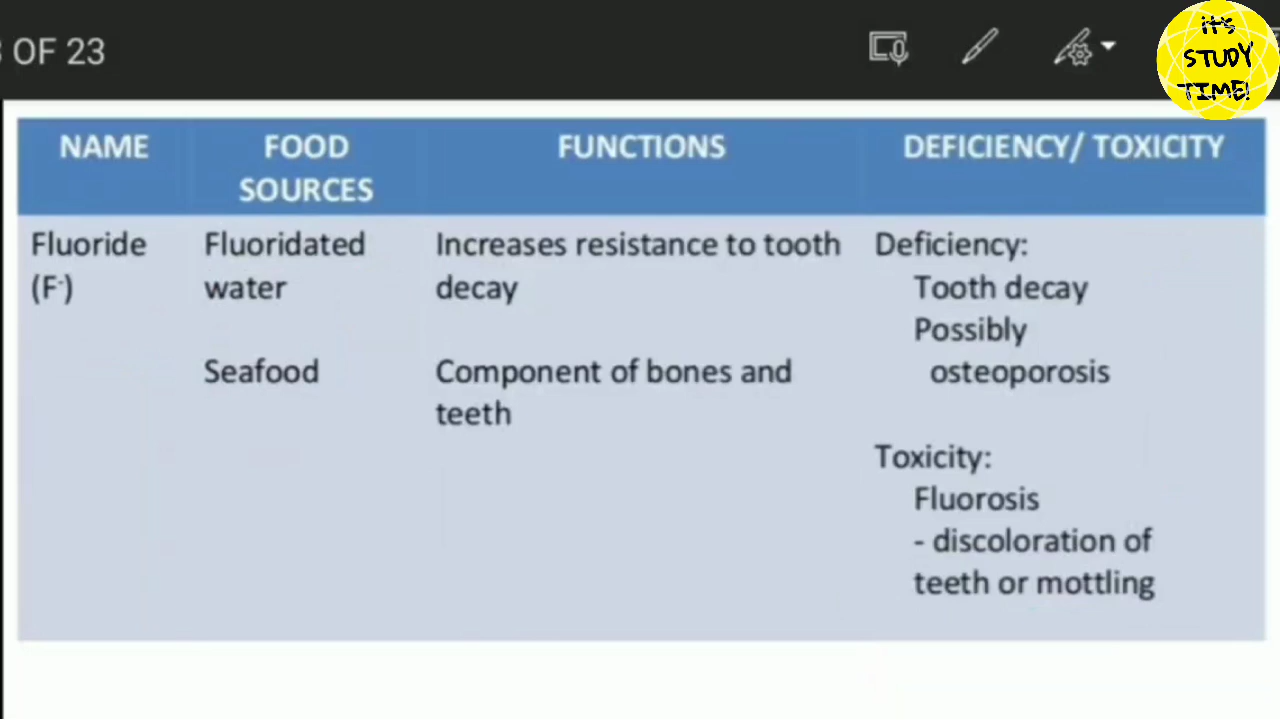 OF 23
its
STUDY
TIME!
NAME
FOOD
SOURCES
FUNCTIONS
DEFICIENCY/ TOXICITY
Fluoride
(F-)
Fluoridated
water
Seafood
Increases resistance to tooth
decay
Component of bones and
teeth
Deficiency:
Tooth decay
Possibly
osteoporosis
Toxicity:
Fluorosis
- discoloration of
teeth or mottling